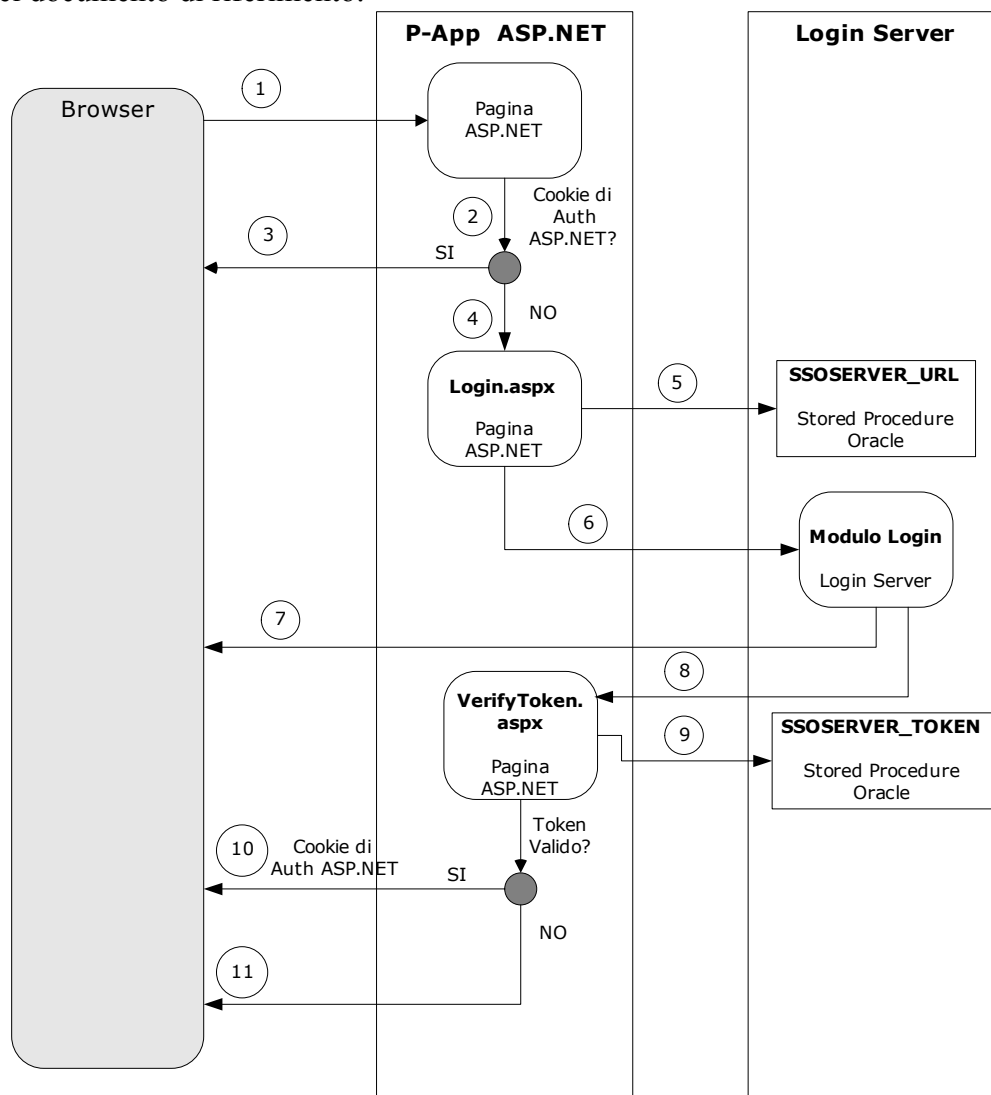 documento di riferimento.
P-App ASP.NET
Login Server
Browser
1
Pagina
ASP.NET
2
Cookie di
Auth
ASP.NET?
3
SI
4
NO
Login.aspx
Pagina
ASP.NET
5
SSOSERVER_URL
Stored Procedure
Oracle
6
Modulo Login
Login Server
7
8
VerifyToken.
aspx
Pagina
ASP.NET
9
SSOSERVER_TOKEN
Stored Procedure
Oracle
Token
Valido?
10
Cookie di
Auth ASP.NET
SI
NO
11